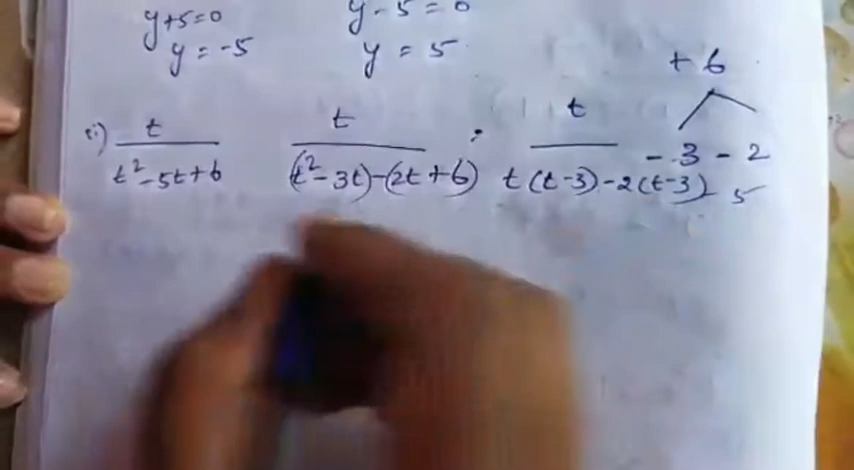 y+5=0 y-5=0
y=-5 y=5
+6
ii) t/(t²-5t+6) t/((t²-3t)-(2t+6)) ; t/(t(t-3)-2(t-3))
-3 -2
-5